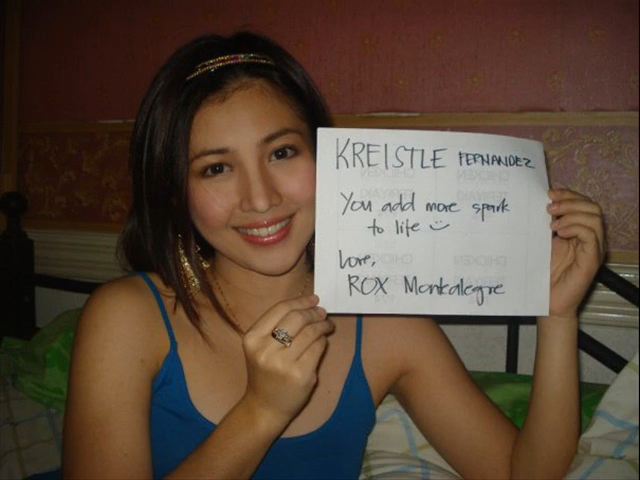 KREISTLE FERNANDEZ
You add more spark
to life :)
Love,
ROX Montealegre